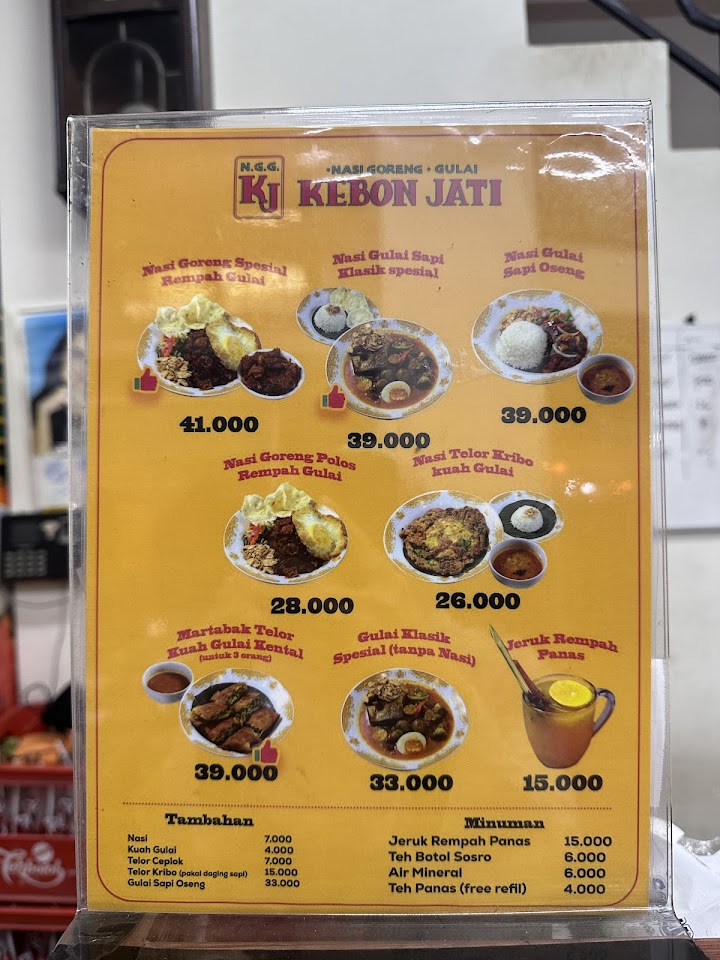 N.G.G.
KJ
•NASI GORENG • GULAI
KEBON JATI
Nasi Goreng Spesial
Rempah Gulai
41.000
Nasi Gulai Sapi
Klasik spesial
39.000
Nasi Gulai
Sapi Oseng
39.000
Nasi Goreng Polos
Rempah Gulai
28.000
Nasi Telor Kribo
kuah Gulai
26.000
Martabak Telor
Kuah Gulai Kental
(untuk 3 orang)
39.000
Gulai Klasik
Spesial (tanpa Nasi)
33.000
Jeruk Rempah
Panas
15.000
Tambahan
Nasi 7.000
Kuah Gulai 4.000
Telor Ceplok 7.000
Telor Kribo (pakai daging sapi) 15.000
Gulai Sapi Oseng 33.000
Minuman
Jeruk Rempah Panas 15.000
Teh Botol Sosro 6.000
Air Mineral 6.000
Teh Panas (free refil) 4.000